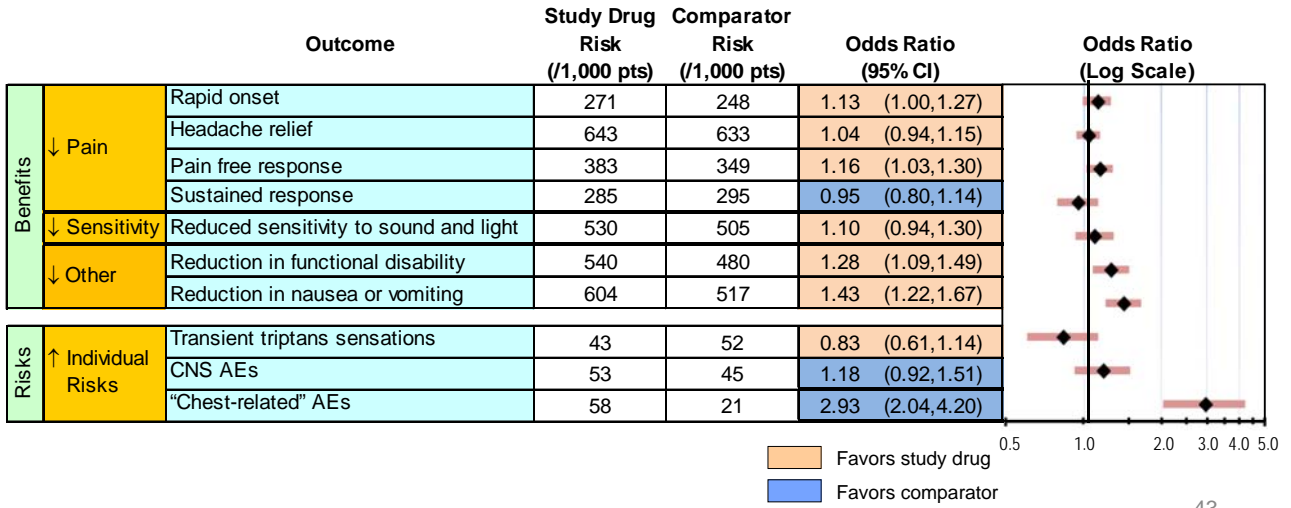 Outcome
Study Drug Risk (/1,000 pts)
Comparator Risk (/1,000 pts)
Odds Ratio (95% CI)
Odds Ratio (Log Scale)
Benefits
↓ Pain
Rapid onset 271 248 1.13 (1.00,1.27)
Headache relief 643 633 1.04 (0.94,1.15)
Pain free response 383 349 1.16 (1.03,1.30)
Sustained response 285 295 0.95 (0.80,1.14)
↓ Sensitivity Reduced sensitivity to sound and light 530 505 1.10 (0.94,1.30)
↓ Other
Reduction in functional disability 540 480 1.28 (1.09,1.49)
Reduction in nausea or vomiting 604 517 1.43 (1.22,1.67)
Risks
↑ Individual Risks
Transient triptans sensations 43 52 0.83 (0.61,1.14)
CNS AEs 53 45 1.18 (0.92,1.51)
“Chest-related” AEs 58 21 2.93 (2.04,4.20)
0.5 1.0 2.0 3.0 4.0 5.0
Favors study drug
Favors comparator